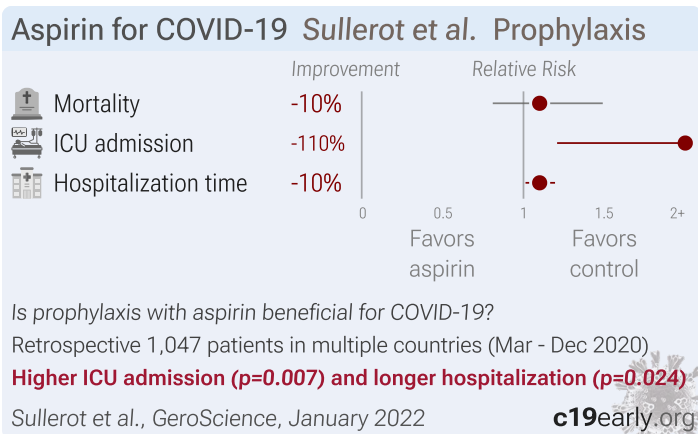 Aspirin for COVID-19 Sullerot et al. Prophylaxis
Improvement Relative Risk
Mortality -10%
ICU admission -110%
Hospitalization time -10%
0 0.5 1 1.5 2+
Favors Favors
aspirin control
Is prophylaxis with aspirin beneficial for COVID-19?
Retrospective 1,047 patients in multiple countries (Mar - Dec 2020)
Higher ICU admission (p=0.007) and longer hospitalization (p=0.024)
Sullerot et al., GeroScience, January 2022 c19early.org